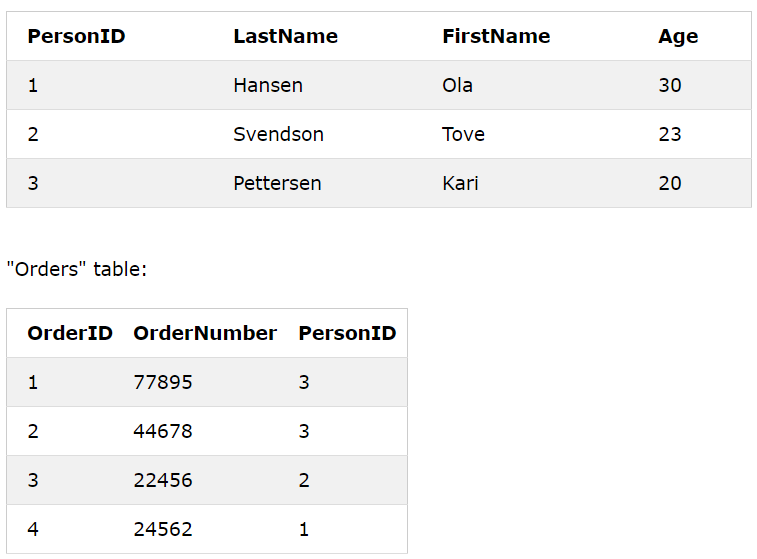 PersonID LastName FirstName Age
1 Hansen Ola 30
2 Svendson Tove 23
3 Pettersen Kari 20
"Orders" table:
OrderID OrderNumber PersonID
1 77895 3
2 44678 3
3 22456 2
4 24562 1